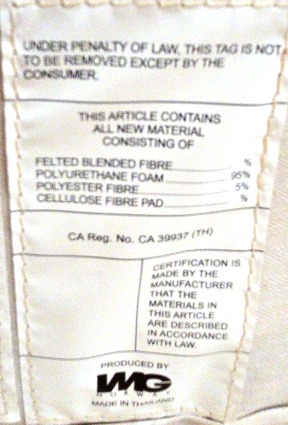 UNDER PENALTY OF LAW, THIS TAG IS NOT
TO BE REMOVED EXCEPT BY THE
CONSUMER.
THIS ARTICLE CONTAINS
ALL NEW MATERIAL
CONSISTING OF
FELTED BLENDED FIBRE %
POLYURETHANE FOAM 95%
POLYESTER FIBRE 5%
CELLULOSE FIBRE PAD %
CA Reg. No. CA 39937 (TH)
CERTIFICATION IS
MADE BY THE
MANUFACTURER
THAT THE
MATERIALS IN
THIS ARTICLE
ARE DESCRIBED
IN ACCORDANCE
WITH LAW.
PRODUCED BY
IMG
NORWAY
MADE IN THAILAND